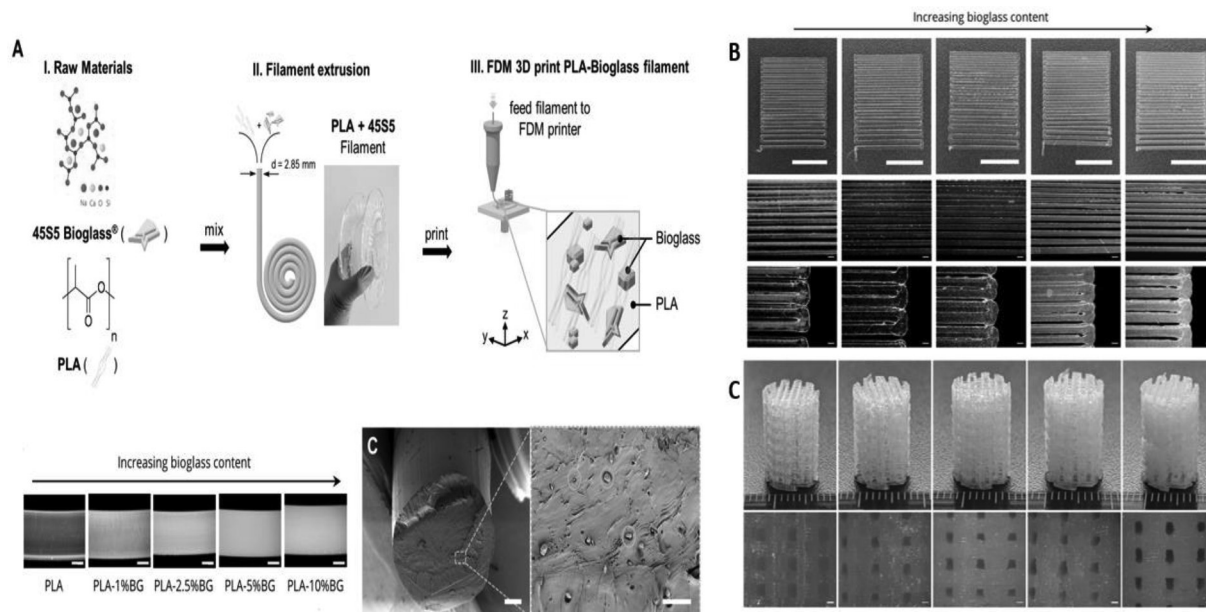 A
I. Raw Materials
Na Ca O Si
45S5 Bioglass® ( )
O
O
n
PLA ( )
mix
II. Filament extrusion
d = 2.85 mm
PLA + 45S5
Filament
print
III. FDM 3D print PLA-Bioglass filament
feed filament to
FDM printer
Bioglass
PLA
z
y
x
Increasing bioglass content
PLA
PLA-1%BG
PLA-2.5%BG
PLA-5%BG
PLA-10%BG
C
Increasing bioglass content
B
C